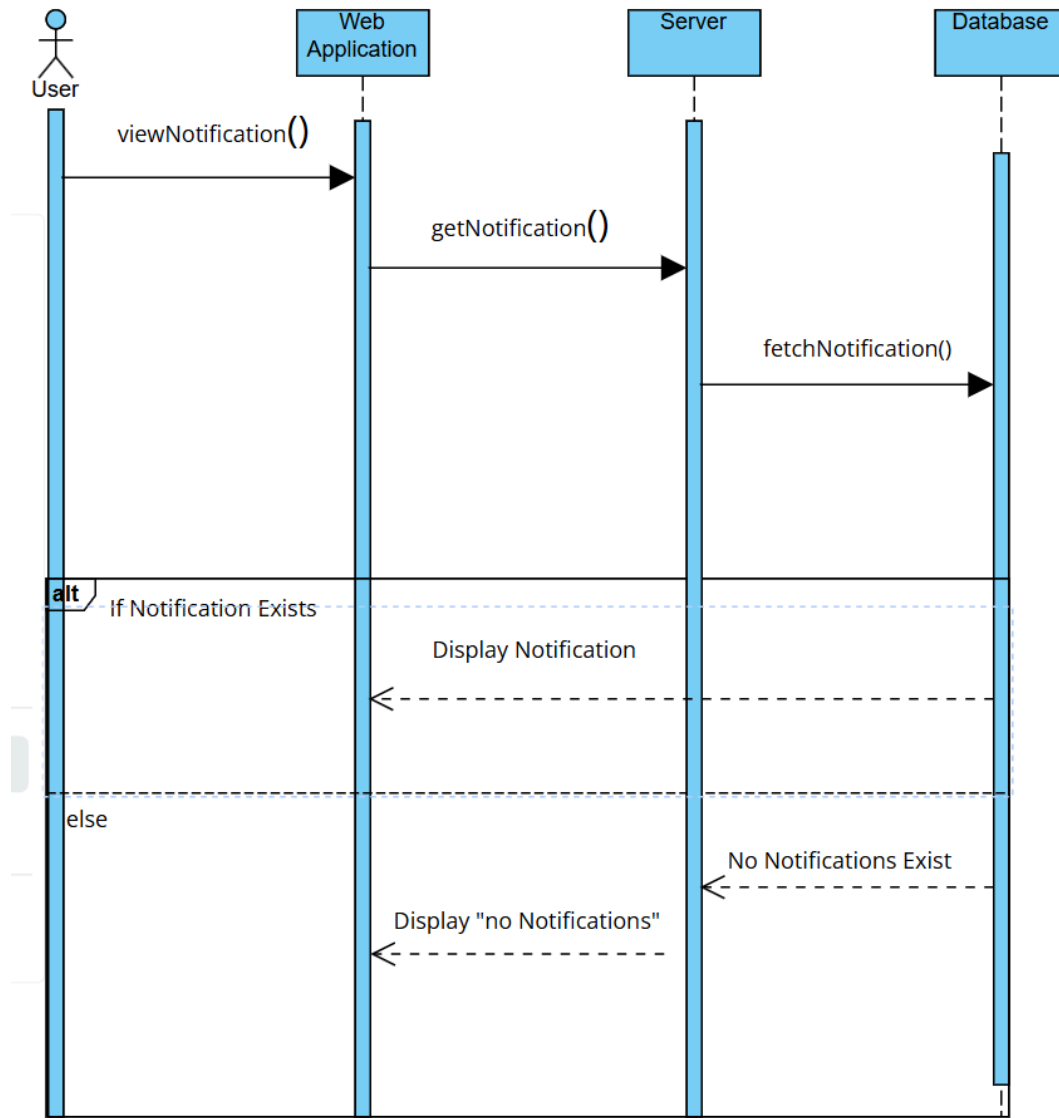 Web
Application
Server
Database
User
viewNotification()
getNotification()
fetchNotification()
alt
If Notification Exists
Display Notification
else
No Notifications Exist
Display "no Notifications"